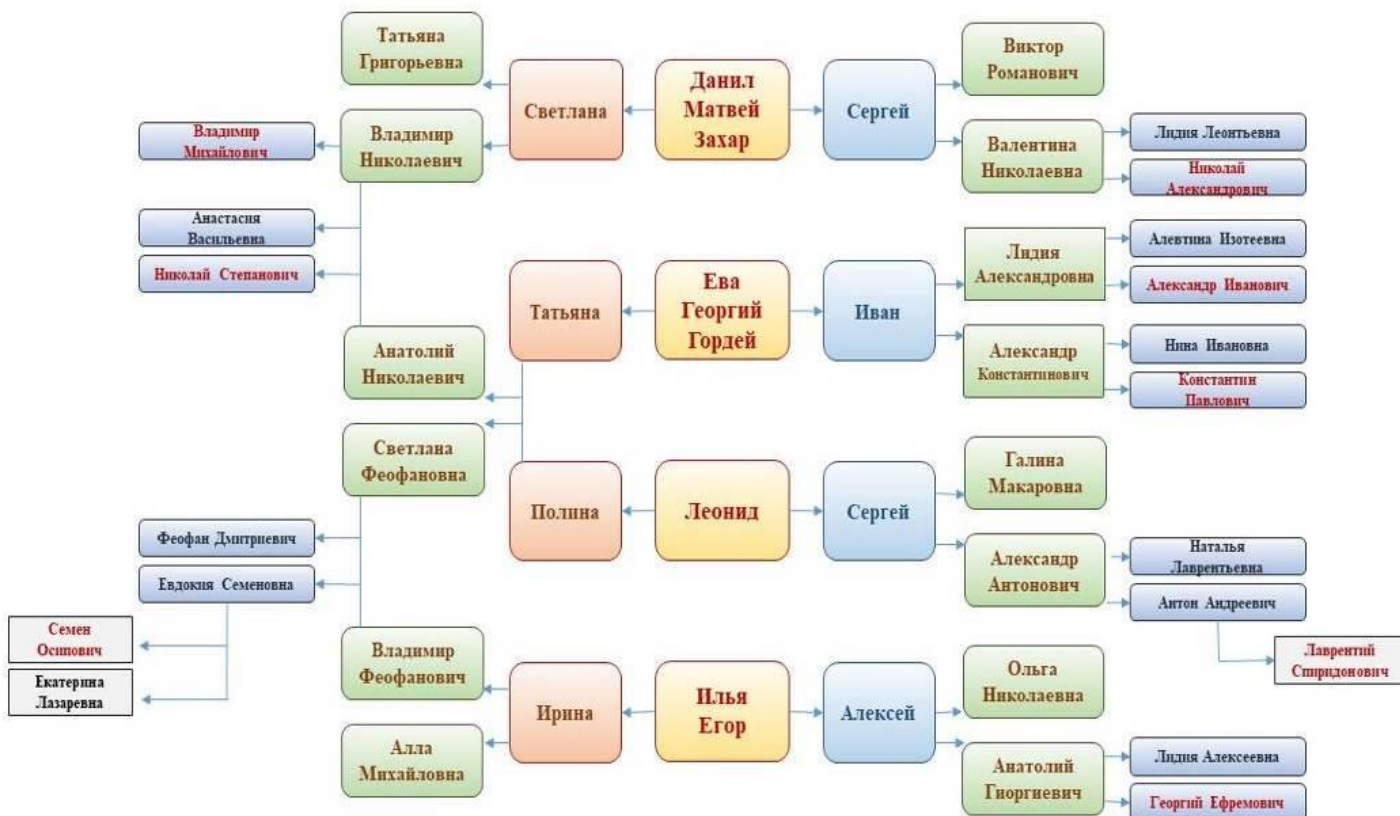 Татьяна
Григорьевна
Светлана
Данил
Матвей
Захар
Сергей
Виктор
Романович
Владимир
Михайлович
Владимир
Николаевич
Валентина
Николаевна
Лидия Леонтьевна
Николай
Александрович
Анастасия
Васильевна
Николай Степанович
Татьяна
Ева
Георгий
Гордей
Иван
Лидия
Александровна
Алевтина Изотеевна
Александр Иванович
Анатолий
Николаевич
Александр
Константинович
Нина Ивановна
Константин
Павлович
Светлана
Феофановна
Полина
Леонид
Сергей
Галина
Макаровна
Феофан Дмитриевич
Евдокия Семеновна
Александр
Антонович
Наталья
Лаврентьевна
Антон Андреевич
Семен
Осипович
Екатерина
Лазаревна
Лаврентий
Спиридонович
Владимир
Феофанович
Ирина
Илья
Егор
Алексей
Ольга
Николаевна
Алла
Михайловна
Анатолий
Гиоргиевич
Лидия Алексеевна
Георгий Ефремович